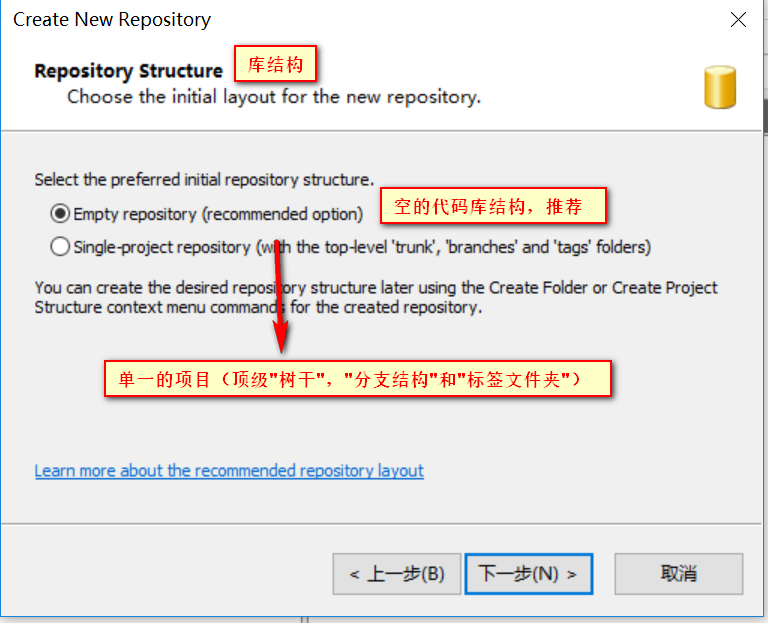 Create New Repository
Repository Structure 库结构
Choose the initial layout for the new repository.
Select the preferred initial repository structure.
Empty repository (recommended option) 空的代码库结构，推荐
Single-project repository (with the top-level 'trunk', 'branches' and 'tags' folders)
You can create the desired repository structure later using the Create Folder or Create Project
Structure context menu commands for the created repository.
单一的项目（顶级"树干"，"分支结构"和"标签文件夹"）
Learn more about the recommended repository layout
< 上一步(B) 下一步(N) > 取消